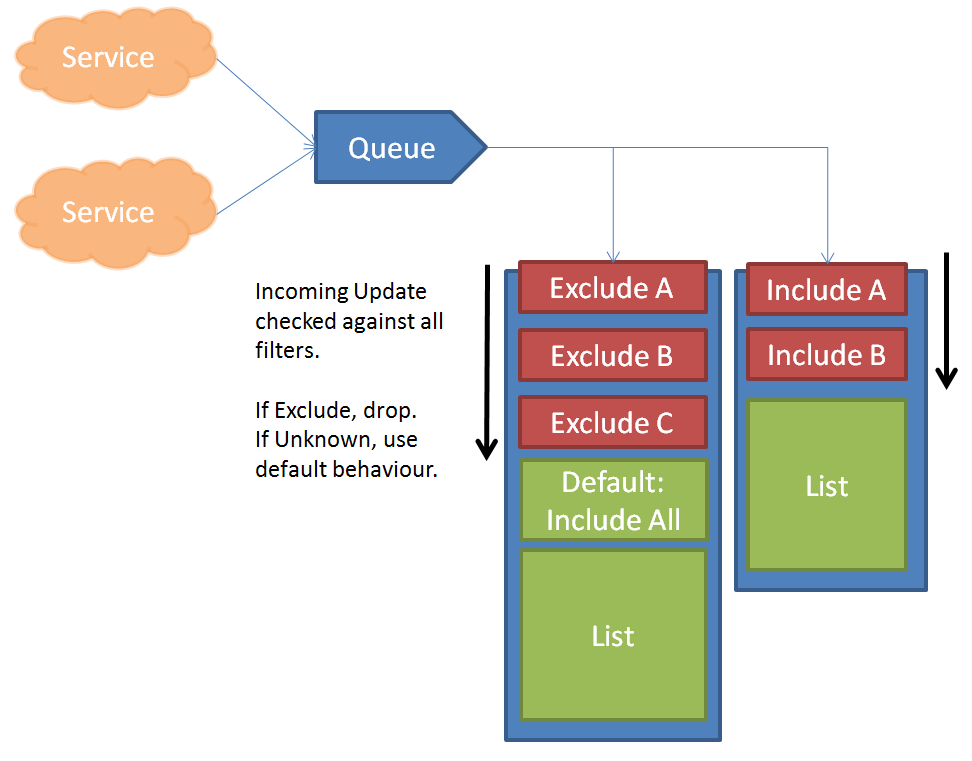 Service
Queue
Service
Incoming Update
checked against all
filters.
If Exclude, drop.
If Unknown, use
default behaviour.
Exclude A
Exclude B
Exclude C
Default:
Include All
List
Include A
Include B
List